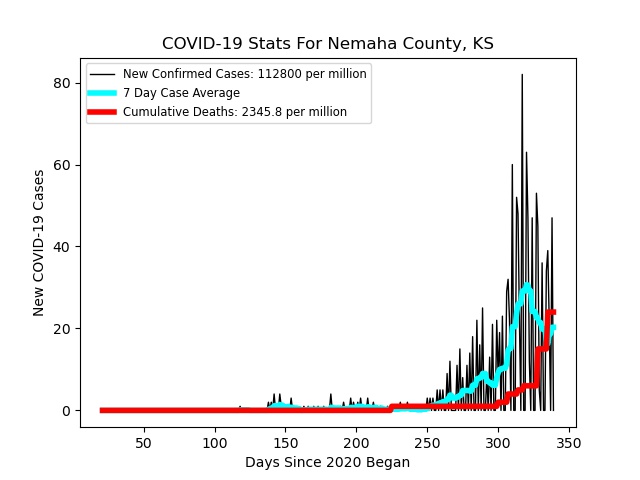 COVID-19 Stats For Nemaha County, KS
New Confirmed Cases: 112800 per million
7 Day Case Average
Cumulative Deaths: 2345.8 per million
New COVID-19 Cases
80
60
40
20
0
50 100 150 200 250 300 350
Days Since 2020 Began